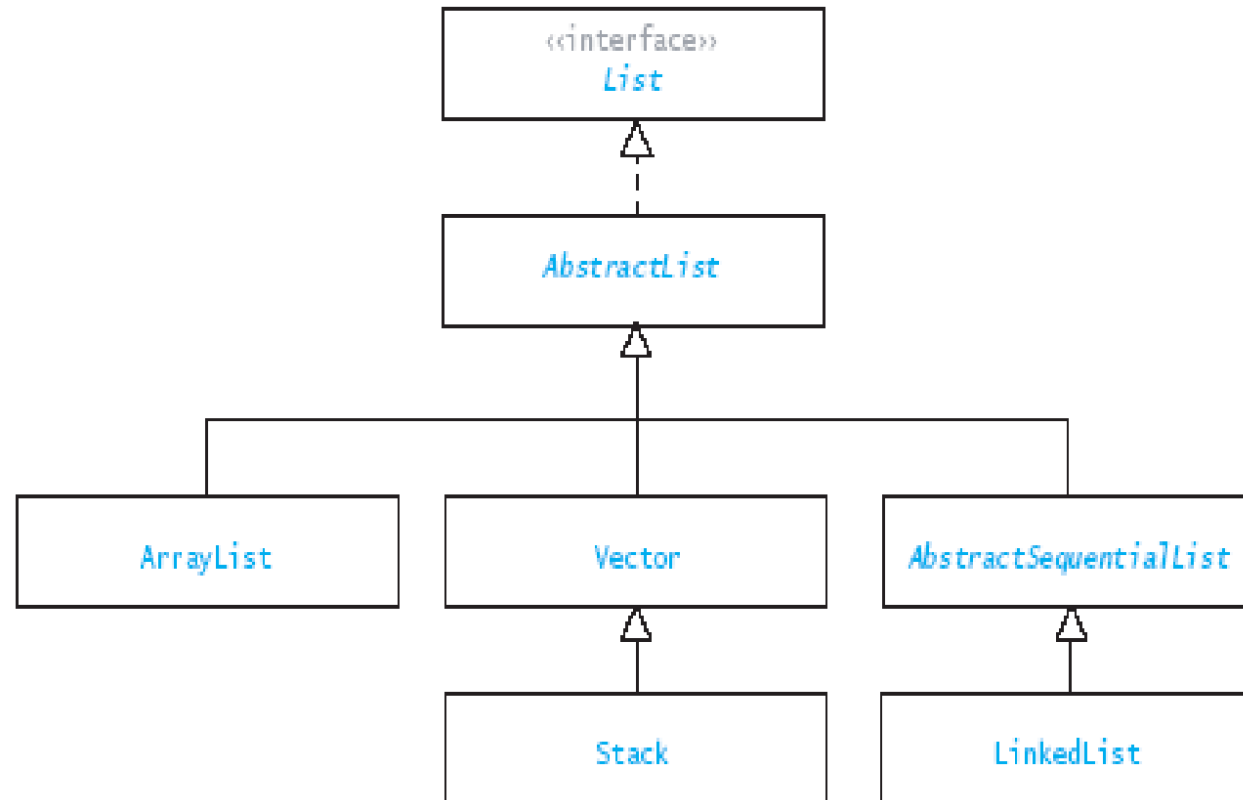 «interface»
List
AbstractList
ArrayList
Vector
AbstractSequentialList
Stack
LinkedList